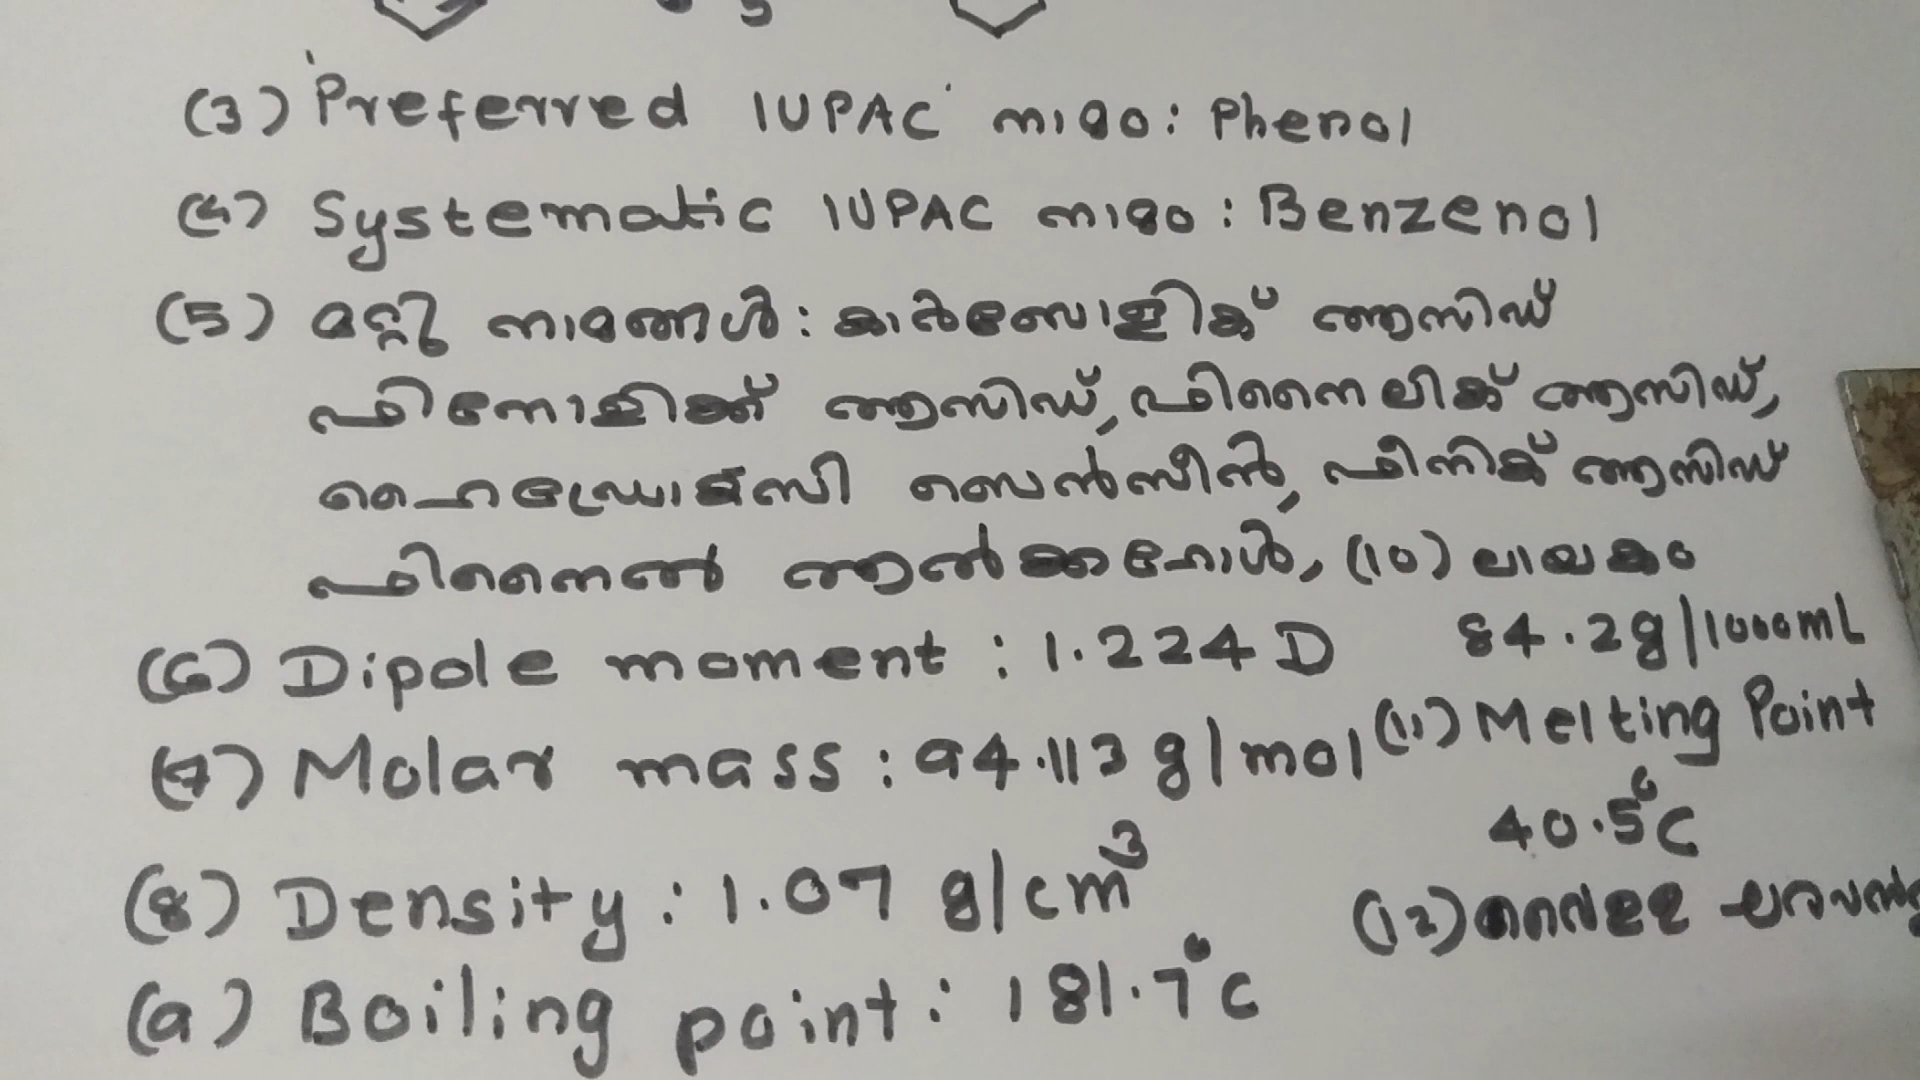 (3) Preferred IUPAC നാമം: Phenol
(4) Systematic IUPAC നാമം: Benzenol
(5) മറ്റു നാമങ്ങൾ: കാർബോളിക് ആസിഡ്
ഫിനോളിക്ക് ആസിഡ്, ഫിനൈലിക് ആസിഡ്,
ഹൈഡ്രോക്സി ബെൻസീൻ, ഫിനിക് ആസിഡ്
ഫിനൈൽ ആൽക്കഹോൾ, (10) ലായകം
84.2g/1000mL
(6) Dipole moment : 1.224 D
(7) Molar mass : 94.113 g/mol (11) Melting Point
40.5°C
(8) Density : 1.07 g/cm³
(12) വെള്ള
(9) Boiling point : 181.7°C